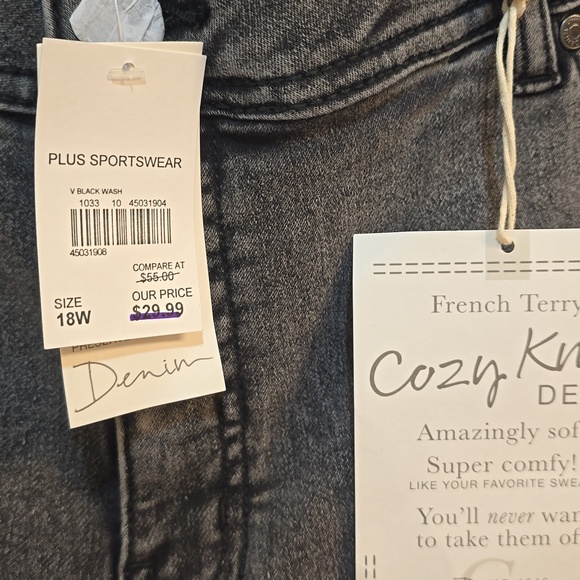 PLUS SPORTSWEAR
V BLACK WASH
1033 10 45031904
45031908
COMPARE AT
$55.00
OUR PRICE
$29.99
SIZE
18W
Denim
French Terry
Cozy Kn
DE
Amazingly sof
Super comfy!
LIKE YOUR FAVORITE SWEA
You'll never wan
to take them of